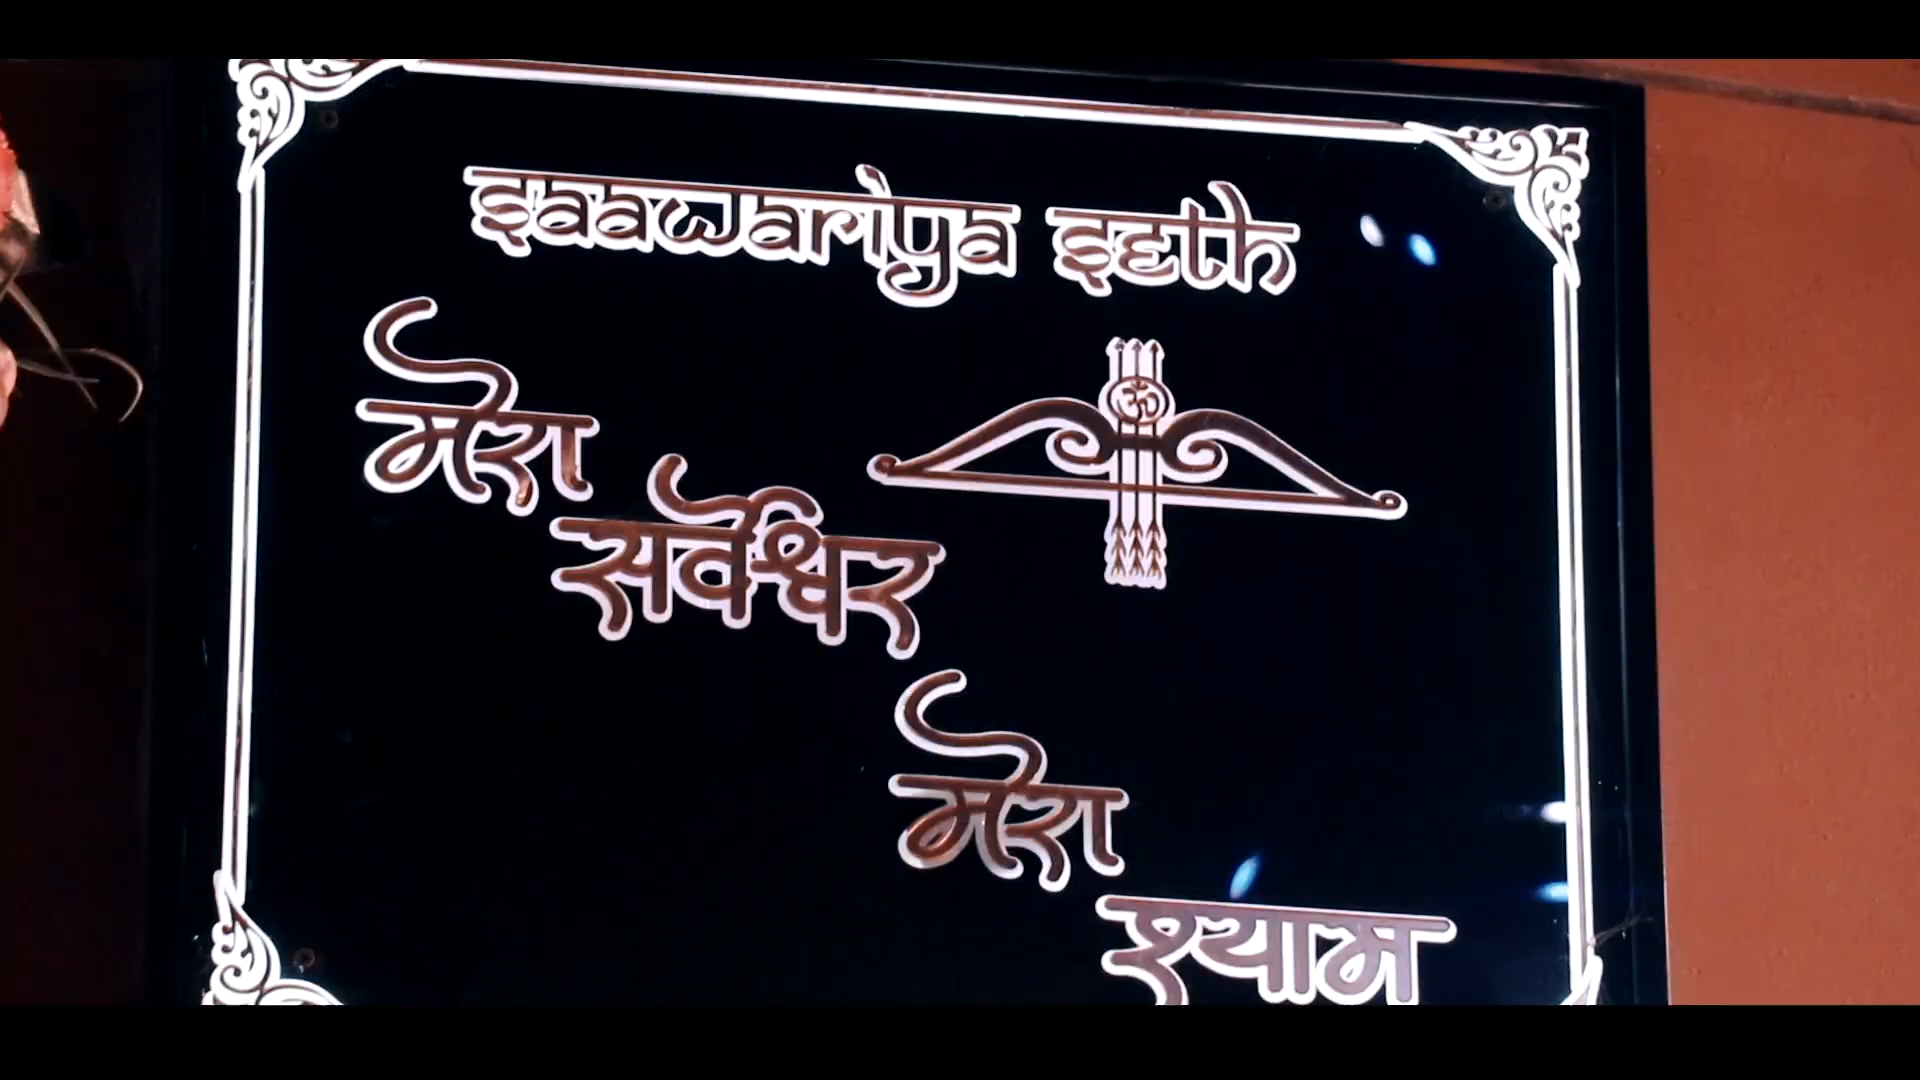 saawariya seth
ॐ
मेरा
सर्वेश्वर
मेरा
श्याम